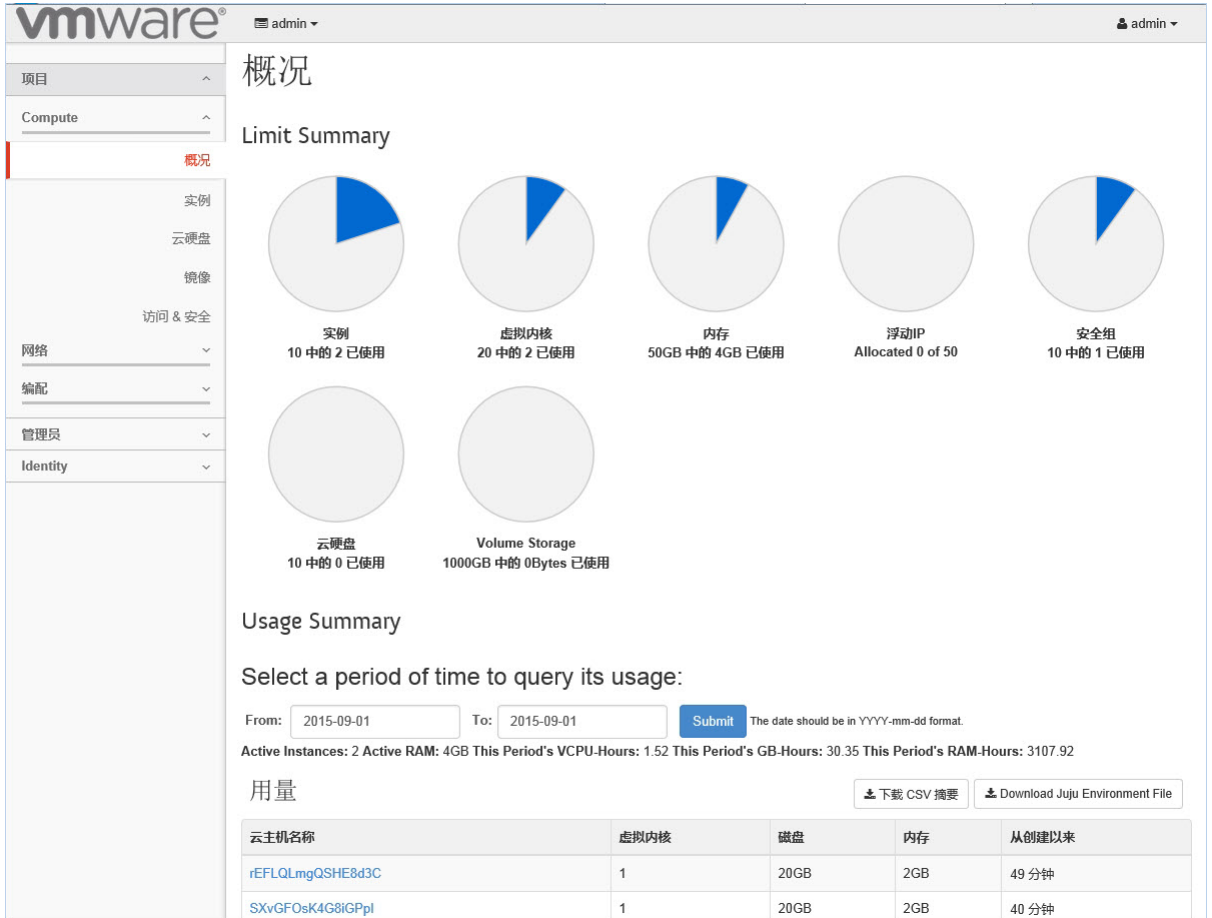 vmware®
admin
admin
项目
Compute
概况
实例
云硬盘
镜像
访问 & 安全
网络
编配
管理员
Identity
概况
Limit Summary
实例
10 中的 2 已使用
虚拟内核
20 中的 2 已使用
内存
50GB 中的 4GB 已使用
浮动IP
Allocated 0 of 50
安全组
10 中的 1 已使用
云硬盘
10 中的 0 已使用
Volume Storage
1000GB 中的 0Bytes 已使用
Usage Summary
Select a period of time to query its usage:
From: 2015-09-01 To: 2015-09-01 Submit The date should be in YYYY-mm-dd format.
Active Instances: 2 Active RAM: 4GB This Period's VCPU-Hours: 1.52 This Period's GB-Hours: 30.35 This Period's RAM-Hours: 3107.92
用量
下载 CSV 摘要 Download Juju Environment File
云主机名称 虚拟内核 磁盘 内存 从创建以来
rEFLQLmgQSHE8d3C 1 20GB 2GB 49 分钟
SXvGFOsK4G8iGPpI 1 20GB 2GB 40 分钟